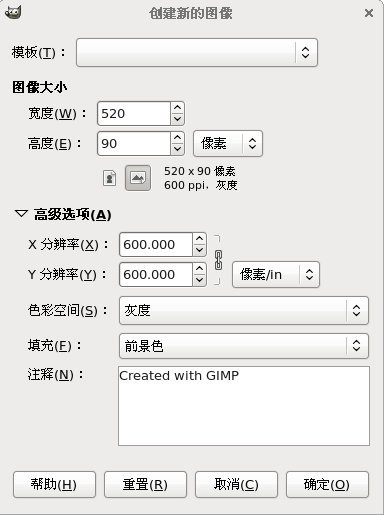 创建新的图像
模板(T)：
图像大小
宽度(W)： 520
高度(E)： 90 像素
520 x 90 像素
600 ppi, 灰度
高级选项(A)
X 分辨率(X)： 600.000
Y 分辨率(Y)： 600.000 像素/in
色彩空间(S)： 灰度
填充(F)： 前景色
注释(N)： Created with GIMP
帮助(H) 重置(R) 取消(C) 确定(O)